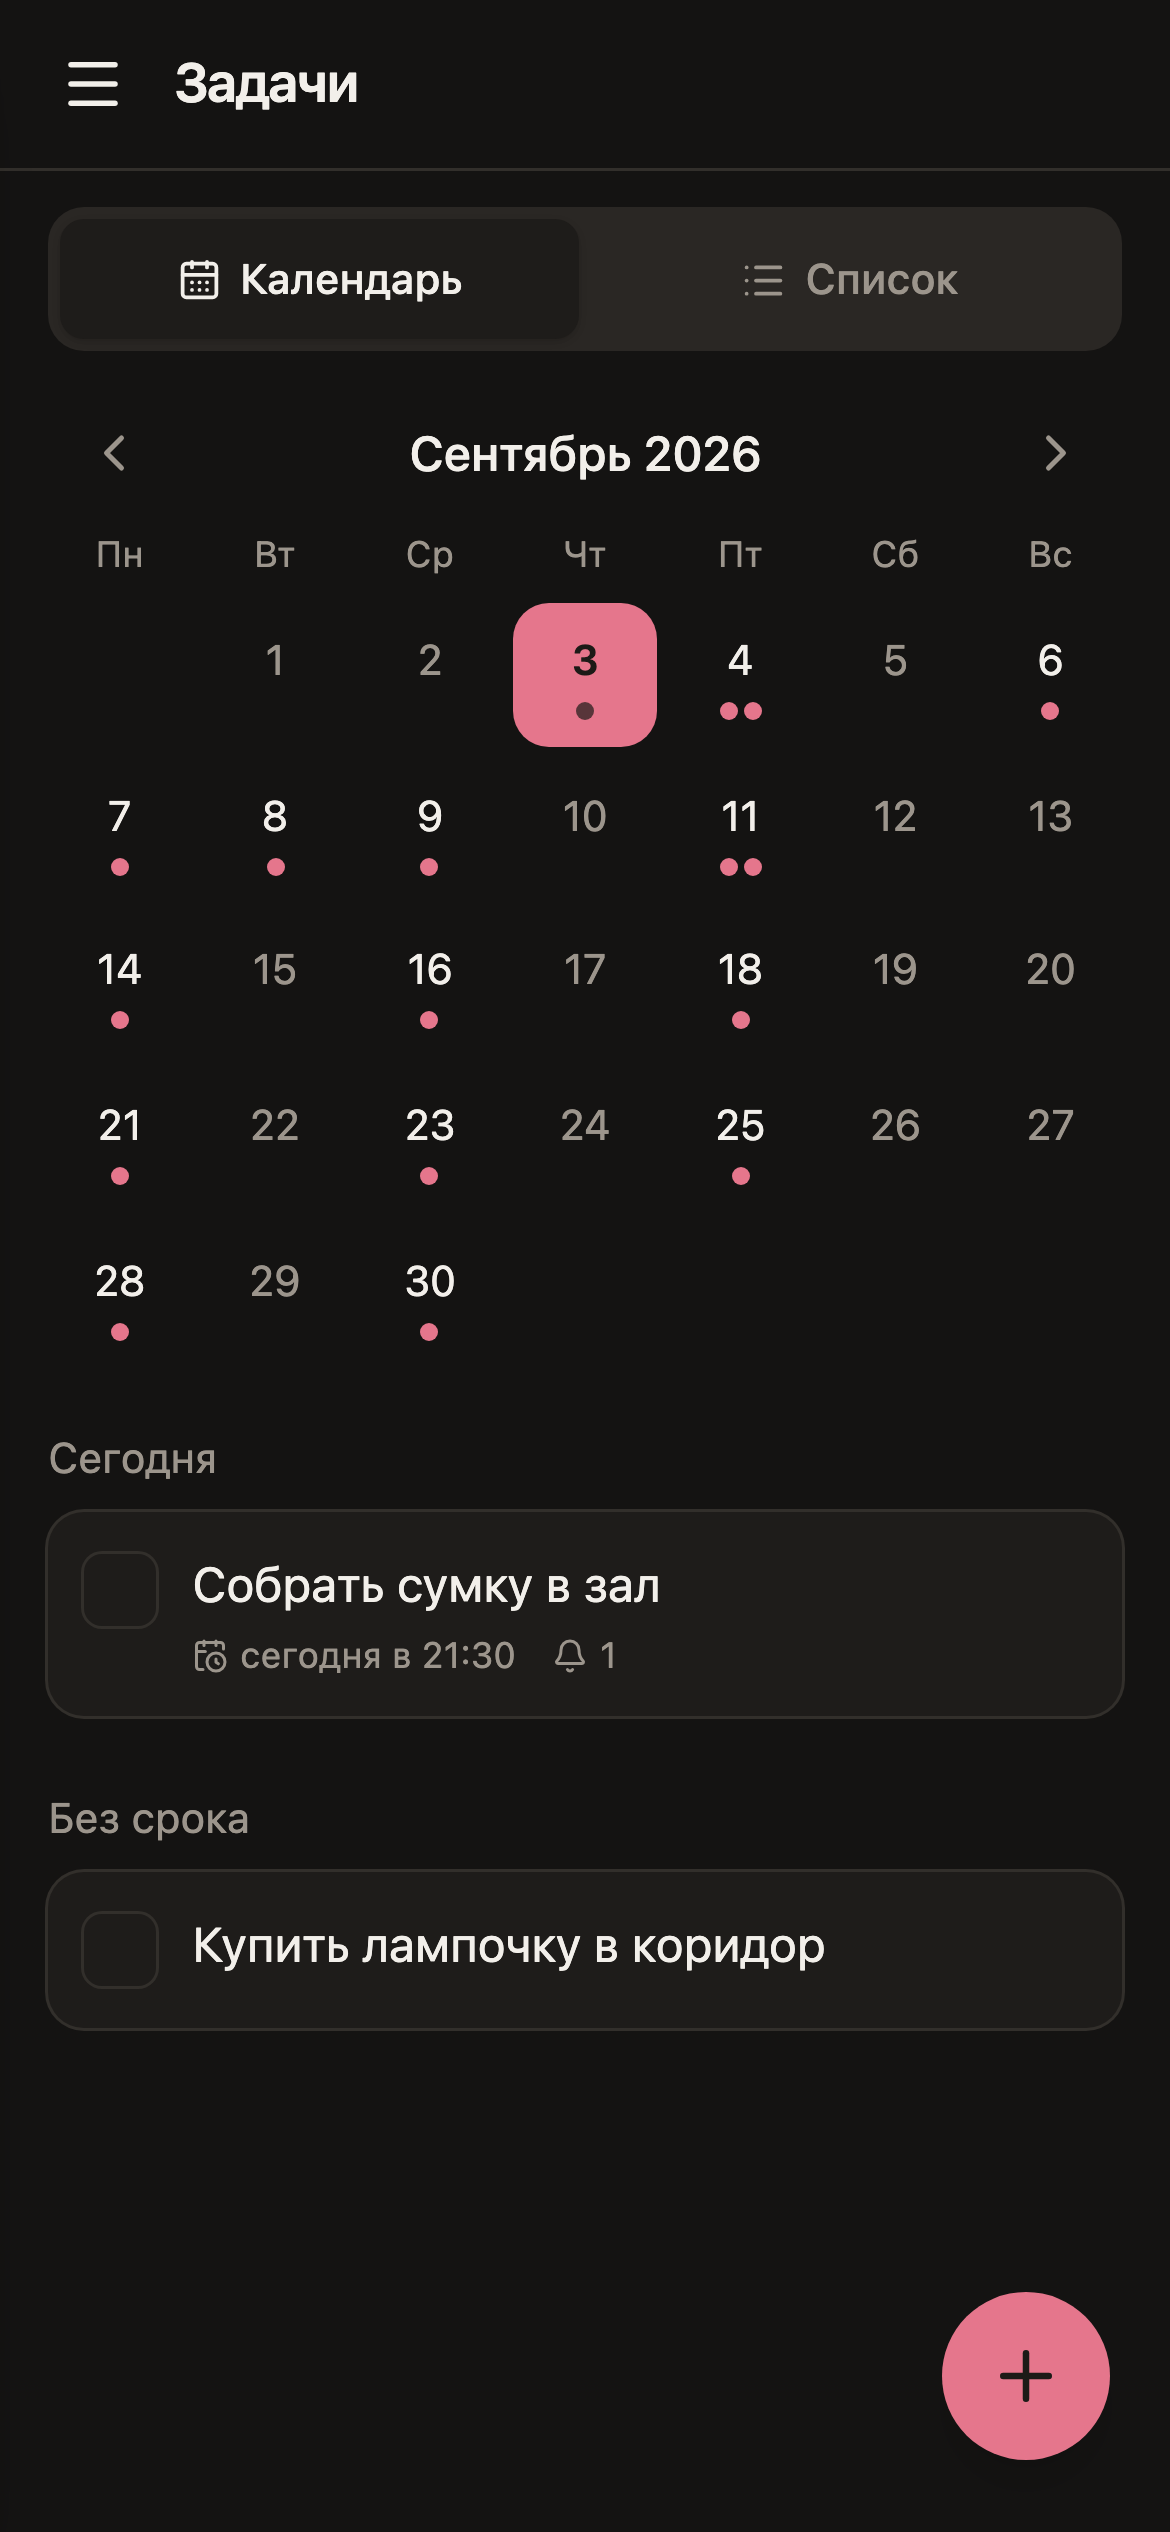 Задачи
Календарь Список
Сентябрь 2026
Пн Вт Ср Чт Пт Сб Вс
1 2 3 4 5 6
7 8 9 10 11 12 13
14 15 16 17 18 19 20
21 22 23 24 25 26 27
28 29 30
Сегодня
Собрать сумку в зал
сегодня в 21:30 1
Без срока
Купить лампочку в коридор